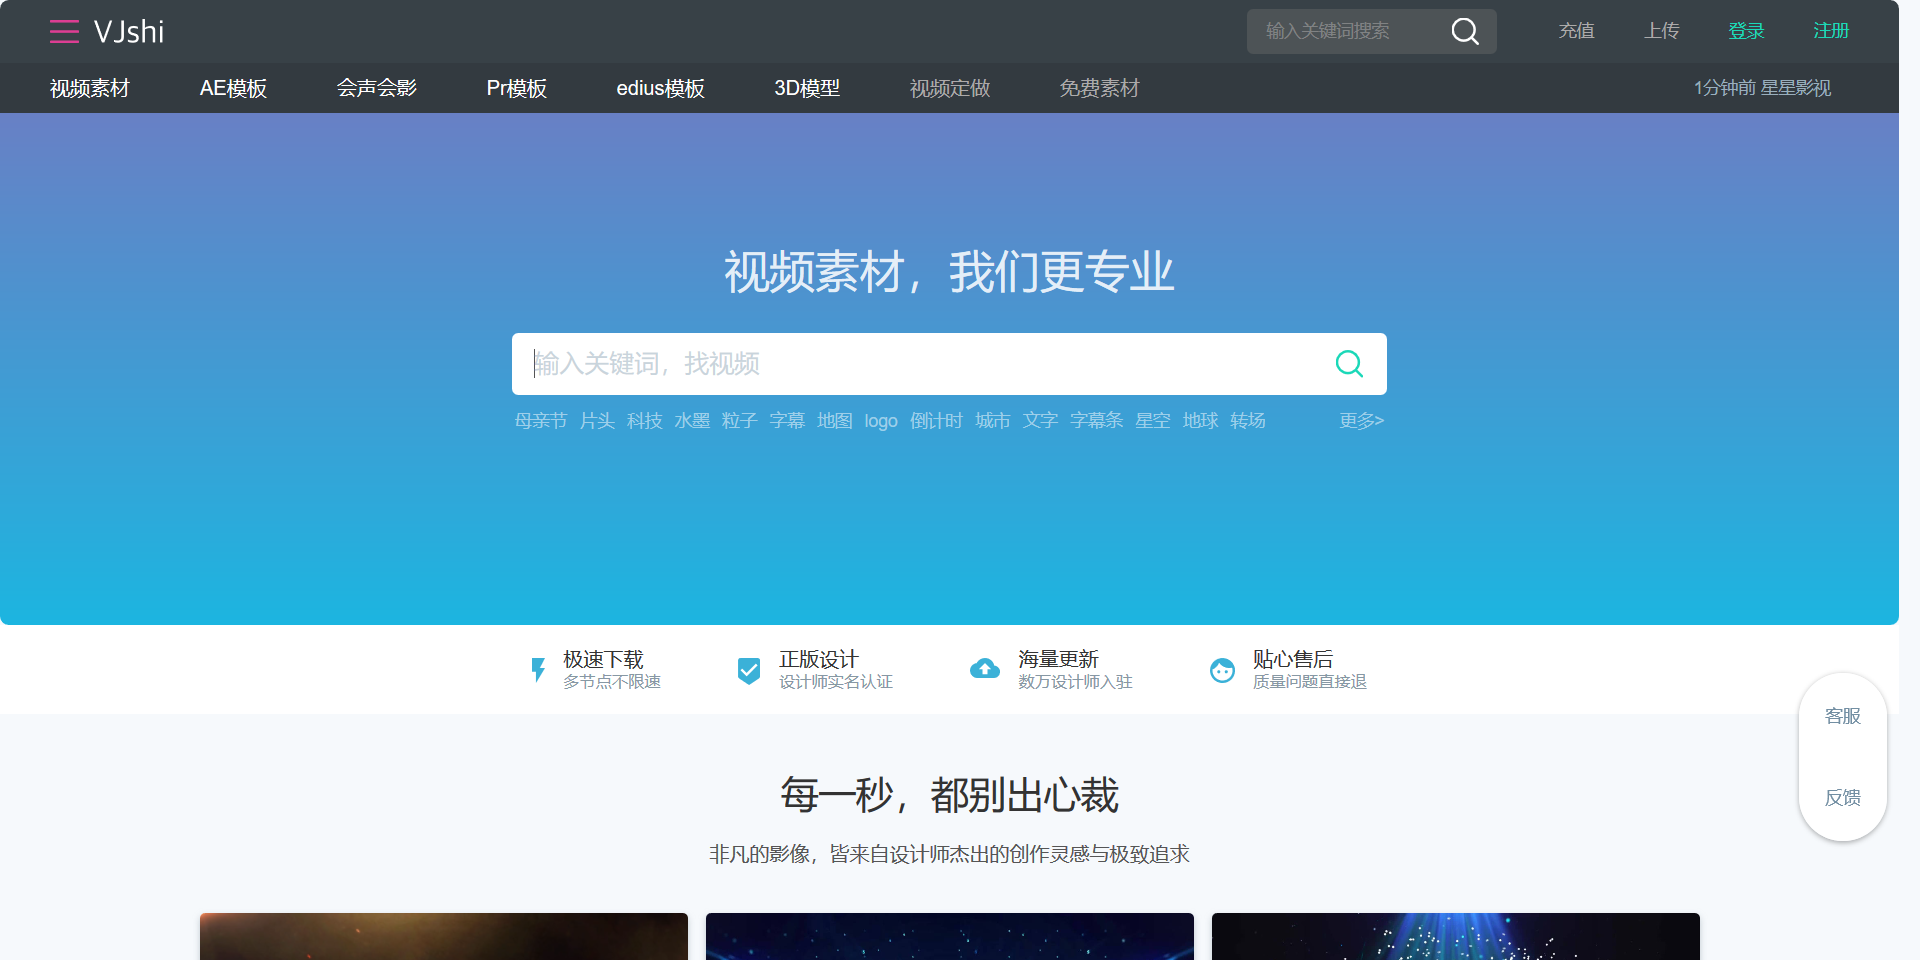 VJshi
输入关键词搜索
充值
上传
登录
注册
视频素材
AE模板
会声会影
Pr模板
edius模板
3D模型
视频定做
免费素材
1分钟前 星星影视
视频素材，我们更专业
输入关键词，找视频
母亲节 片头 科技 水墨 粒子 字幕 地图 logo 倒计时 城市 文字 字幕条 星空 地球 转场 更多>
极速下载
多节点不限速
正版设计
设计师实名认证
海量更新
数万设计师入驻
贴心售后
质量问题直接退
客服
反馈
每一秒，都别出心裁
非凡的影像，皆来自设计师杰出的创作灵感与极致追求